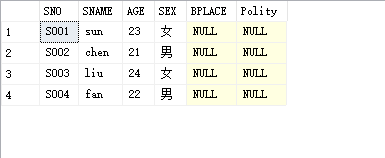 SNO SNAME AGE SEX BPLACE Polity
1 S001 sun 23 女 NULL NULL
2 S002 chen 21 男 NULL NULL
3 S003 liu 24 女 NULL NULL
4 S004 fan 22 男 NULL NULL